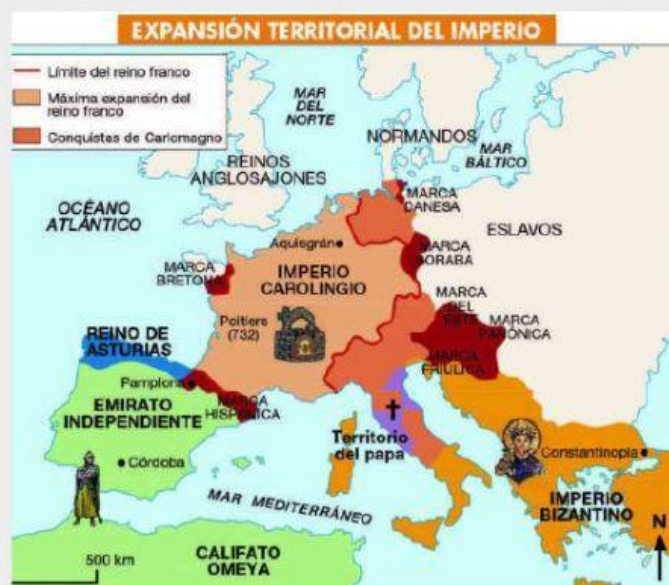 EXPANSIÓN TERRITORIAL DEL IMPERIO
Límite del reino franco
Máxima expansión del
reino franco
Conquistas de Carlomagno
MAR
DEL
NORTE
NORMANDOS
MAR
BÁLTICO
REINOS
ANGLOSAJONES
OCÉANO
ATLÁNTICO
MARCA
DANESA
ESLAVOS
Aquisgrán
MARCA
SORABA
MARCA
BRETONA
IMPERIO
CAROLINGIO
MARCA
DEL
ESTE
MARCA
PANÓNICA
Poitiers
(732)
REINO DE
ASTURIAS
MARCA
FRIÚLICA
Pamplona
MARCA
HISPÁNICA
EMIRATO
INDEPENDIENTE
Territorio
del papa
Constantinopla
Córdoba
MAR MEDITERRÁNEO
IMPERIO
BIZANTINO
N
500 km
CALIFATO
OMEYA